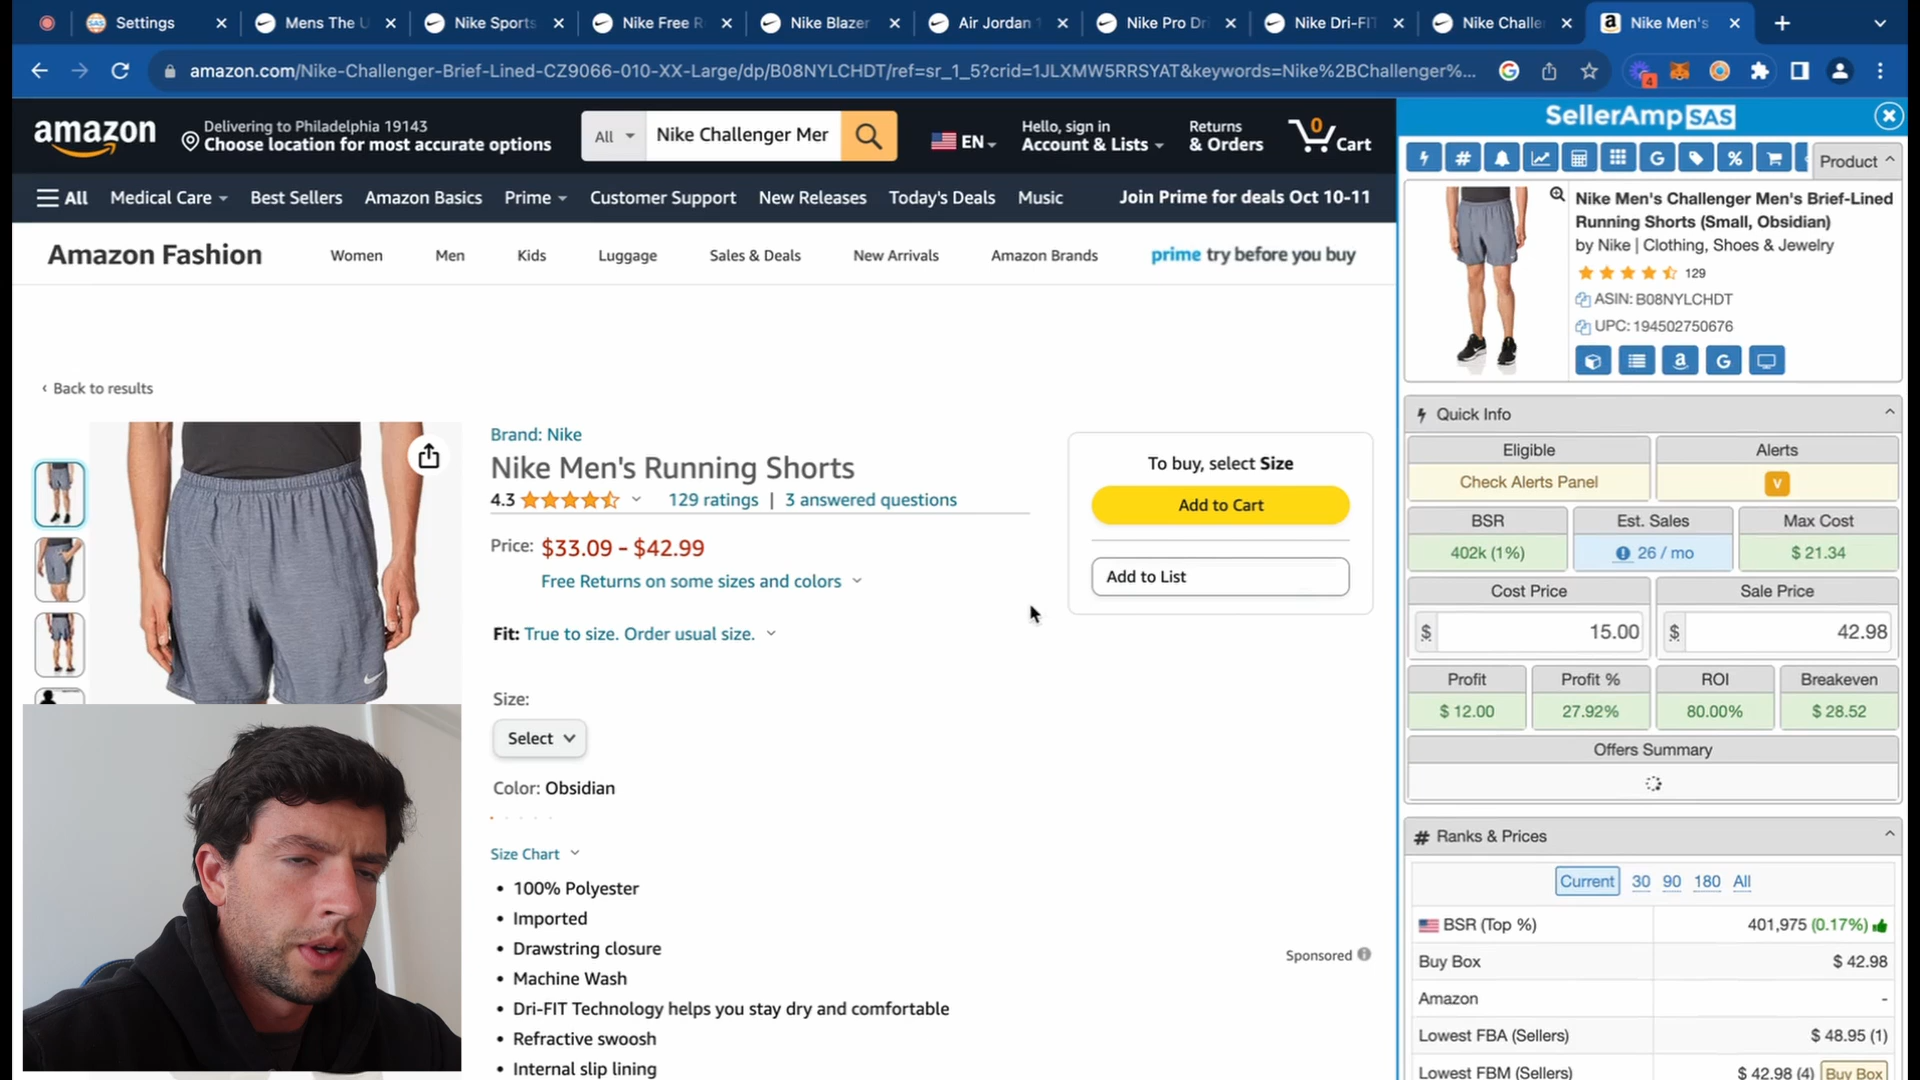 Settings
Mens The U
Nike Sports
Nike Free R
Nike Blazer
Air Jordan 1
Nike Pro Dri
Nike Dri-FIT
Nike Challe
Nike Men's
amazon.com/Nike-Challenger-Brief-Lined-CZ9066-010-XX-Large/dp/B08NYLCHDT/ref=sr_1_5?crid=1JLXMW5RRSYAT&keywords=Nike%2BChallenger%...
4
amazon
Delivering to Philadelphia 19143
Choose location for most accurate options
All
Nike Challenger Mer
EN
Hello, sign in
Account & Lists
Returns
& Orders
0
Cart
All
Medical Care
Best Sellers
Amazon Basics
Prime
Customer Support
New Releases
Today's Deals
Music
Join Prime for deals Oct 10-11
Amazon Fashion
Women
Men
Kids
Luggage
Sales & Deals
New Arrivals
Amazon Brands
prime try before you buy
‹ Back to results
Brand: Nike
Nike Men's Running Shorts
4.3
129 ratings | 3 answered questions
Price: $33.09 - $42.99
Free Returns on some sizes and colors
Fit: True to size. Order usual size.
Size:
Select
Color: Obsidian
Size Chart
• 100% Polyester
• Imported
• Drawstring closure
• Machine Wash
• Dri-FIT Technology helps you stay dry and comfortable
• Refractive swoosh
• Internal slip lining
To buy, select Size
Add to Cart
Add to List
Sponsored
SellerAmp SAS
Product
Nike Men's Challenger Men's Brief-Lined
Running Shorts (Small, Obsidian)
by Nike | Clothing, Shoes & Jewelry
129
ASIN: B08NYLCHDT
UPC: 194502750676
Quick Info
Eligible
Alerts
Check Alerts Panel
V
BSR
Est. Sales
Max Cost
402k (1%)
26 / mo
$ 21.34
Cost Price
Sale Price
$ 15.00
$ 42.98
Profit
Profit %
ROI
Breakeven
$ 12.00
27.92%
80.00%
$ 28.52
Offers Summary
# Ranks & Prices
Current 30 90 180 All
BSR (Top %)
401,975 (0.17%)
Buy Box
$ 42.98
Amazon
-
Lowest FBA (Sellers)
$ 48.95 (1)
Lowest FBM (Sellers)
$ 42.98 (4) Buy Box